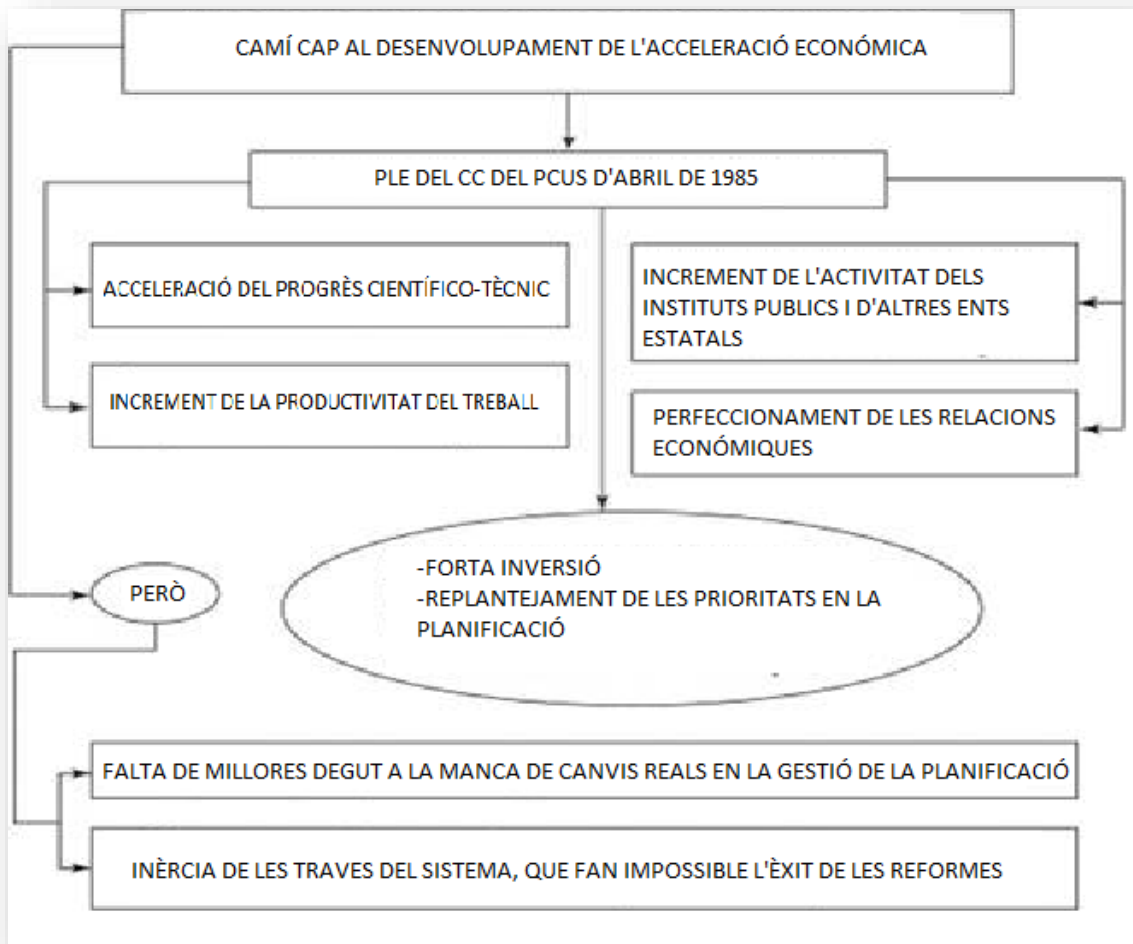 CAMÍ CAP AL DESENVOLUPAMENT DE L'ACCELERACIÓ ECONÓMICA
PLE DEL CC DEL PCUS D'ABRIL DE 1985
ACCELERACIÓ DEL PROGRÈS CIENTÍFICO-TÈCNIC
INCREMENT DE LA PRODUCTIVITAT DEL TREBALL
INCREMENT DE L'ACTIVITAT DELS
INSTITUTS PUBLICS I D'ALTRES ENTS
ESTATALS
PERFECCIONAMENT DE LES RELACIONS
ECONÓMIQUES
-FORTA INVERSIÓ
-REPLANTEJAMENT DE LES PRIORITATS EN LA
PLANIFICACIÓ
PERÒ
FALTA DE MILLORES DEGUT A LA MANCA DE CANVIS REALS EN LA GESTIÓ DE LA PLANIFICACIÓ
INÈRCIA DE LES TRAVES DEL SISTEMA, QUE FAN IMPOSSIBLE L'ÈXIT DE LES REFORMES